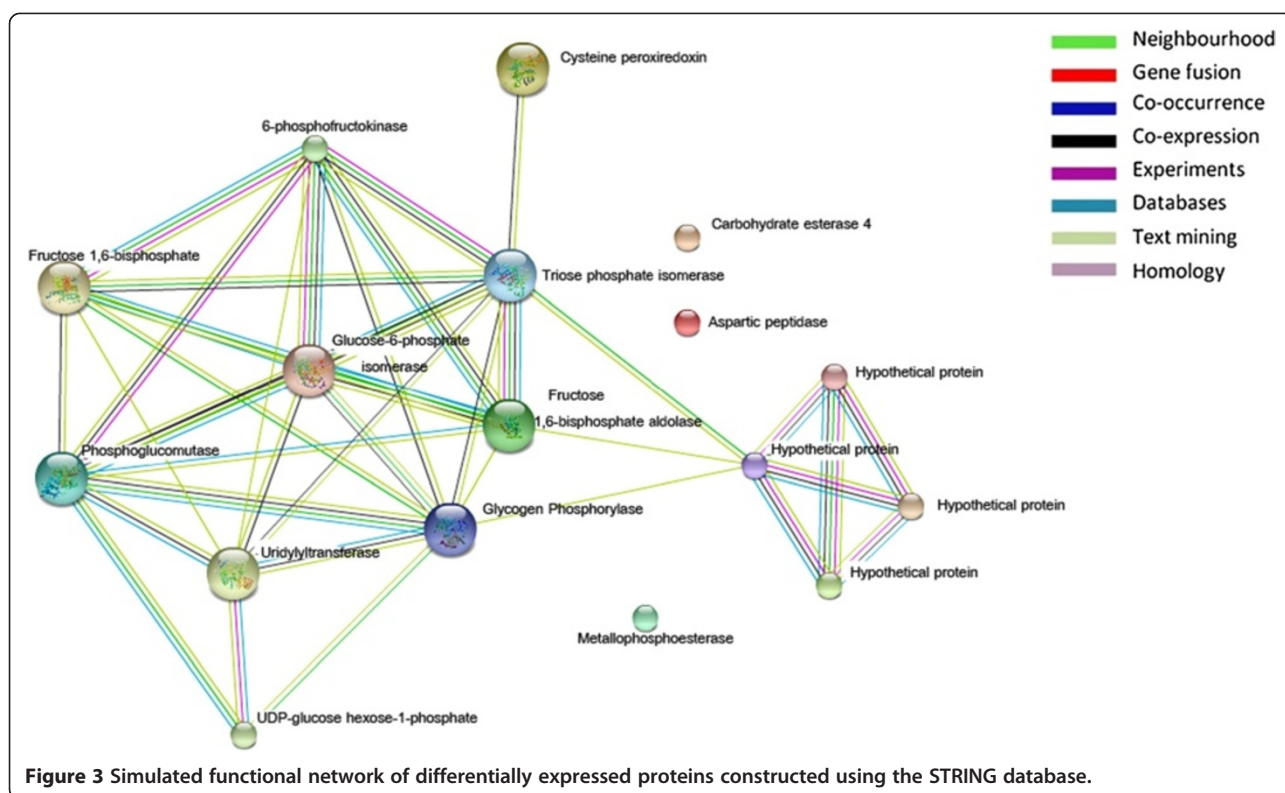 Cysteine peroxiredoxin
6-phosphofructokinase
Carbohydrate esterase 4
Fructose 1,6-bisphosphate
Triose phosphate isomerase
Aspartic peptidase
Glucose-6-phosphate
isomerase
Hypothetical protein
Fructose
1,6-bisphosphate aldolase
Hypothetical protein
Phosphoglucomutase
Hypothetical protein
Glycogen Phosphorylase
Uridylyltransferase
Hypothetical protein
Metallophosphoesterase
UDP-glucose hexose-1-phosphate
Neighbourhood
Gene fusion
Co-occurrence
Co-expression
Experiments
Databases
Text mining
Homology
Figure 3 Simulated functional network of differentially expressed proteins constructed using the STRING database.